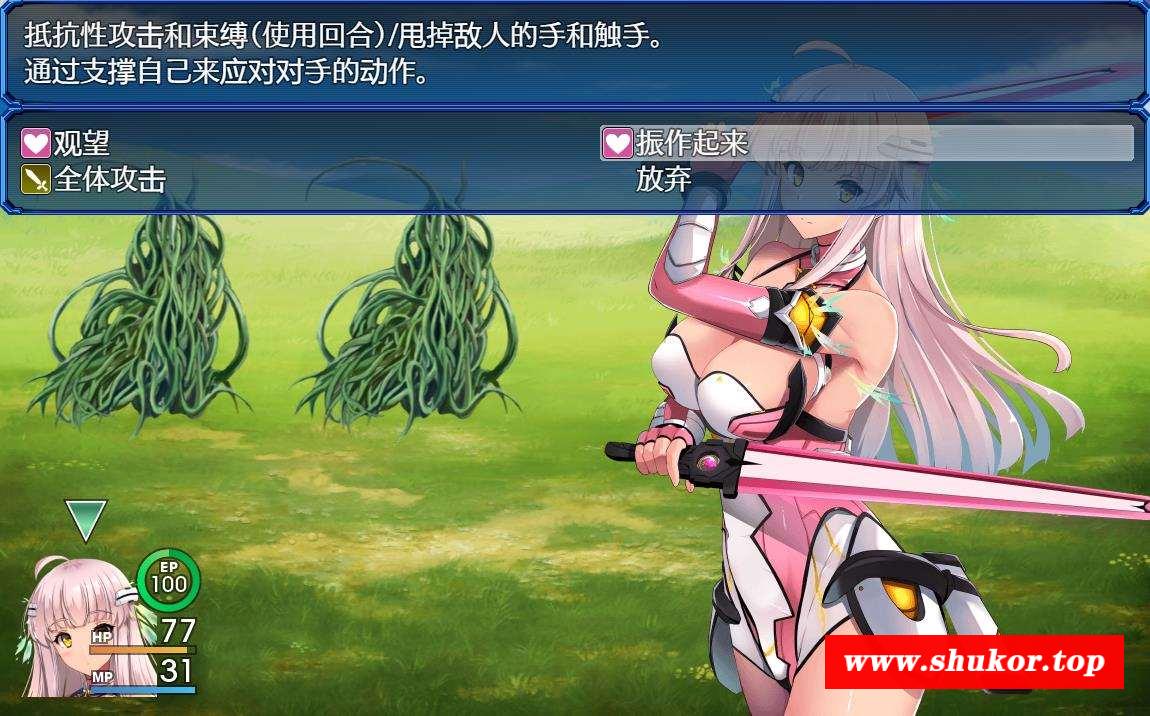 抵抗性攻击和束缚(使用回合)/甩掉敌人的手和触手。
通过支撑自己来应对对手的动作。
观望
振作起来
全体攻击
放弃
EP
100
HP 77
MP 31
www.shukor.top